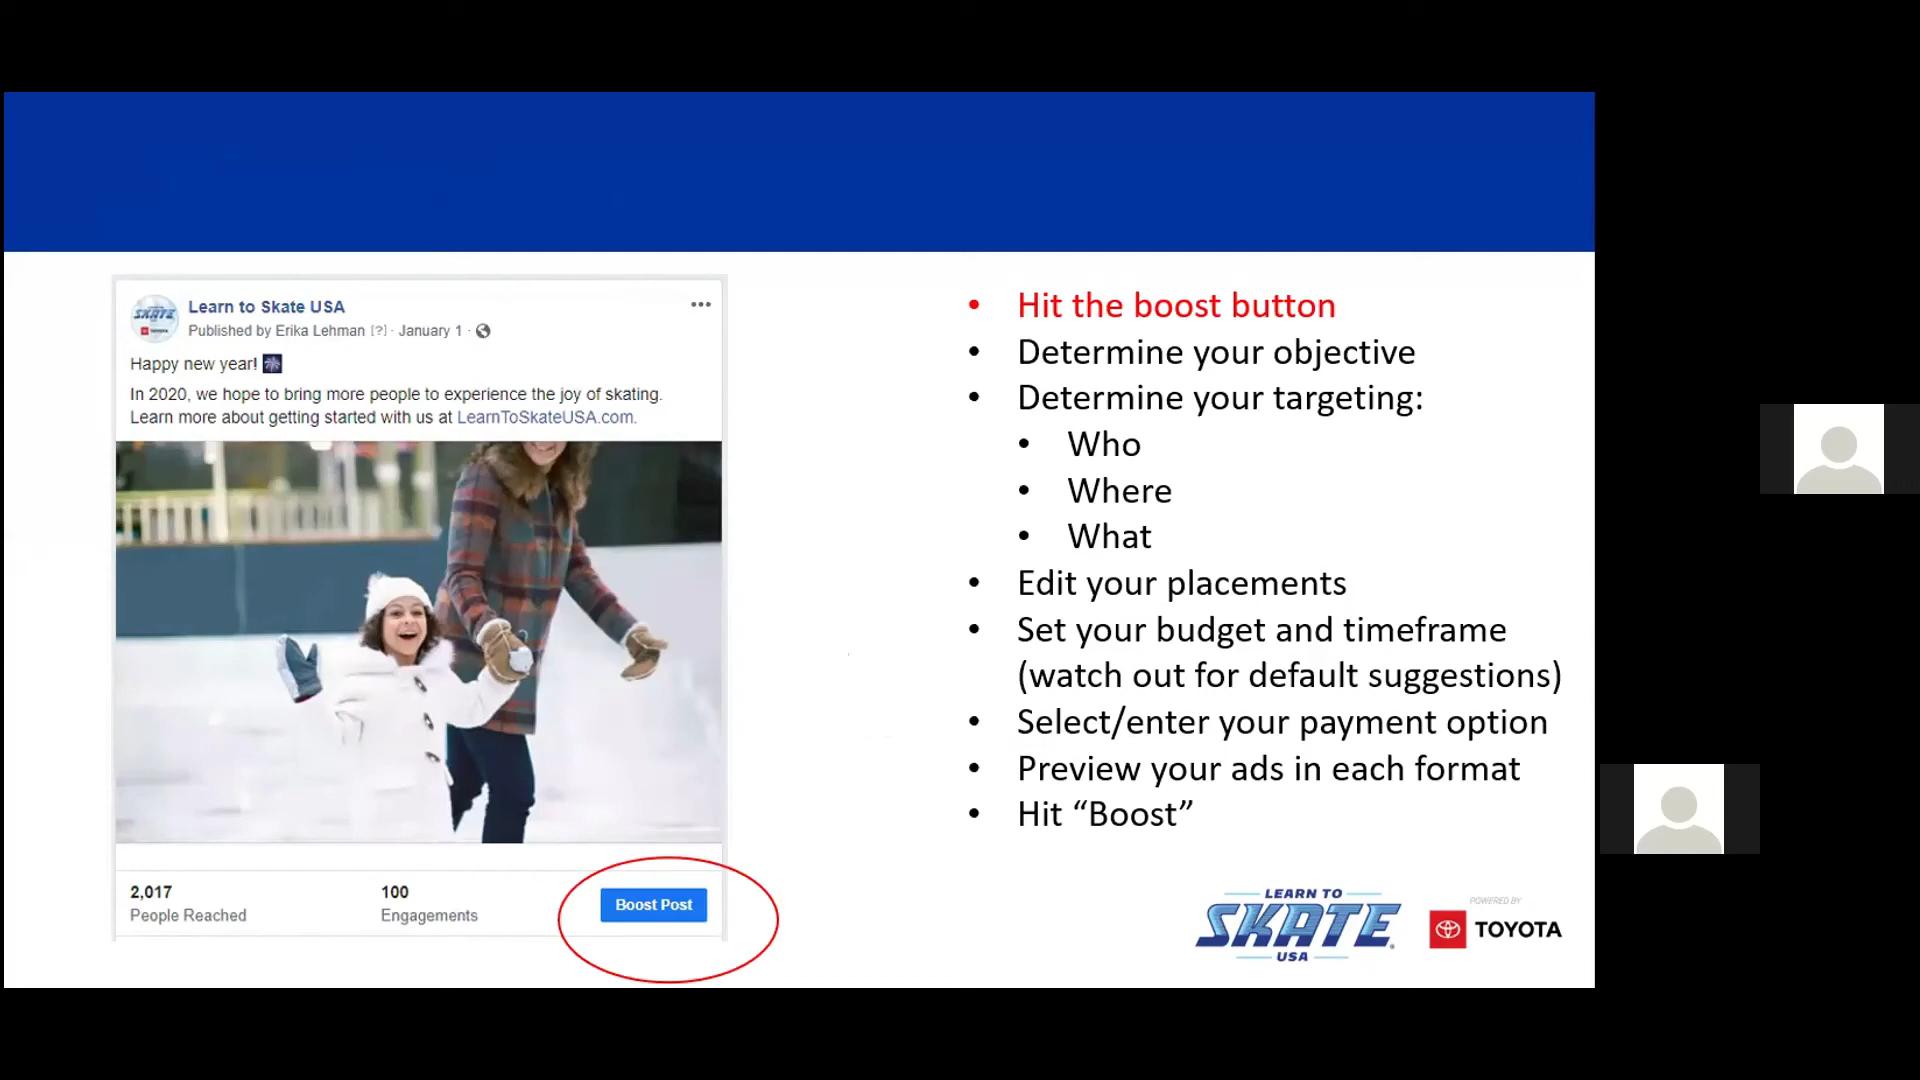 Learn to Skate USA
Published by Erika Lehman [?] · January 1 ·
Happy new year!
In 2020, we hope to bring more people to experience the joy of skating.
Learn more about getting started with us at LearnToSkateUSA.com.
2,017
People Reached
100
Engagements
Boost Post
• Hit the boost button
• Determine your objective
• Determine your targeting:
• Who
• Where
• What
• Edit your placements
• Set your budget and timeframe
(watch out for default suggestions)
• Select/enter your payment option
• Preview your ads in each format
• Hit “Boost”
LEARN TO
SKATE
USA
POWERED BY
TOYOTA